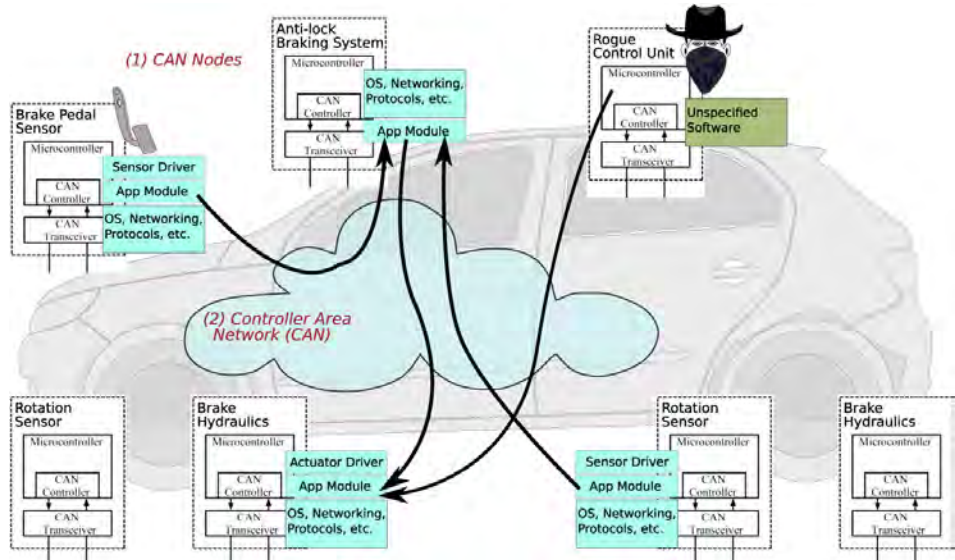 (1) CAN Nodes
Anti-lock
Braking System
Microcontroller
CAN
Controller
CAN
Transceiver
OS, Networking,
Protocols, etc.
App Module
Rogue
Control Unit
Microcontroller
CAN
Controller
CAN
Transceiver
Unspecified
Software
Brake Pedal
Sensor
Microcontroller
CAN
Controller
CAN
Transceiver
Sensor Driver
App Module
OS, Networking,
Protocols, etc.
(2) Controller Area
Network (CAN)
Rotation
Sensor
Microcontroller
CAN
Controller
CAN
Transceiver
Brake
Hydraulics
Microcontroller
CAN
Controller
CAN
Transceiver
Actuator Driver
App Module
OS, Networking,
Protocols, etc.
Sensor Driver
App Module
OS, Networking,
Protocols, etc.
Rotation
Sensor
Microcontroller
CAN
Controller
CAN
Transceiver
Brake
Hydraulics
Microcontroller
CAN
Controller
CAN
Transceiver